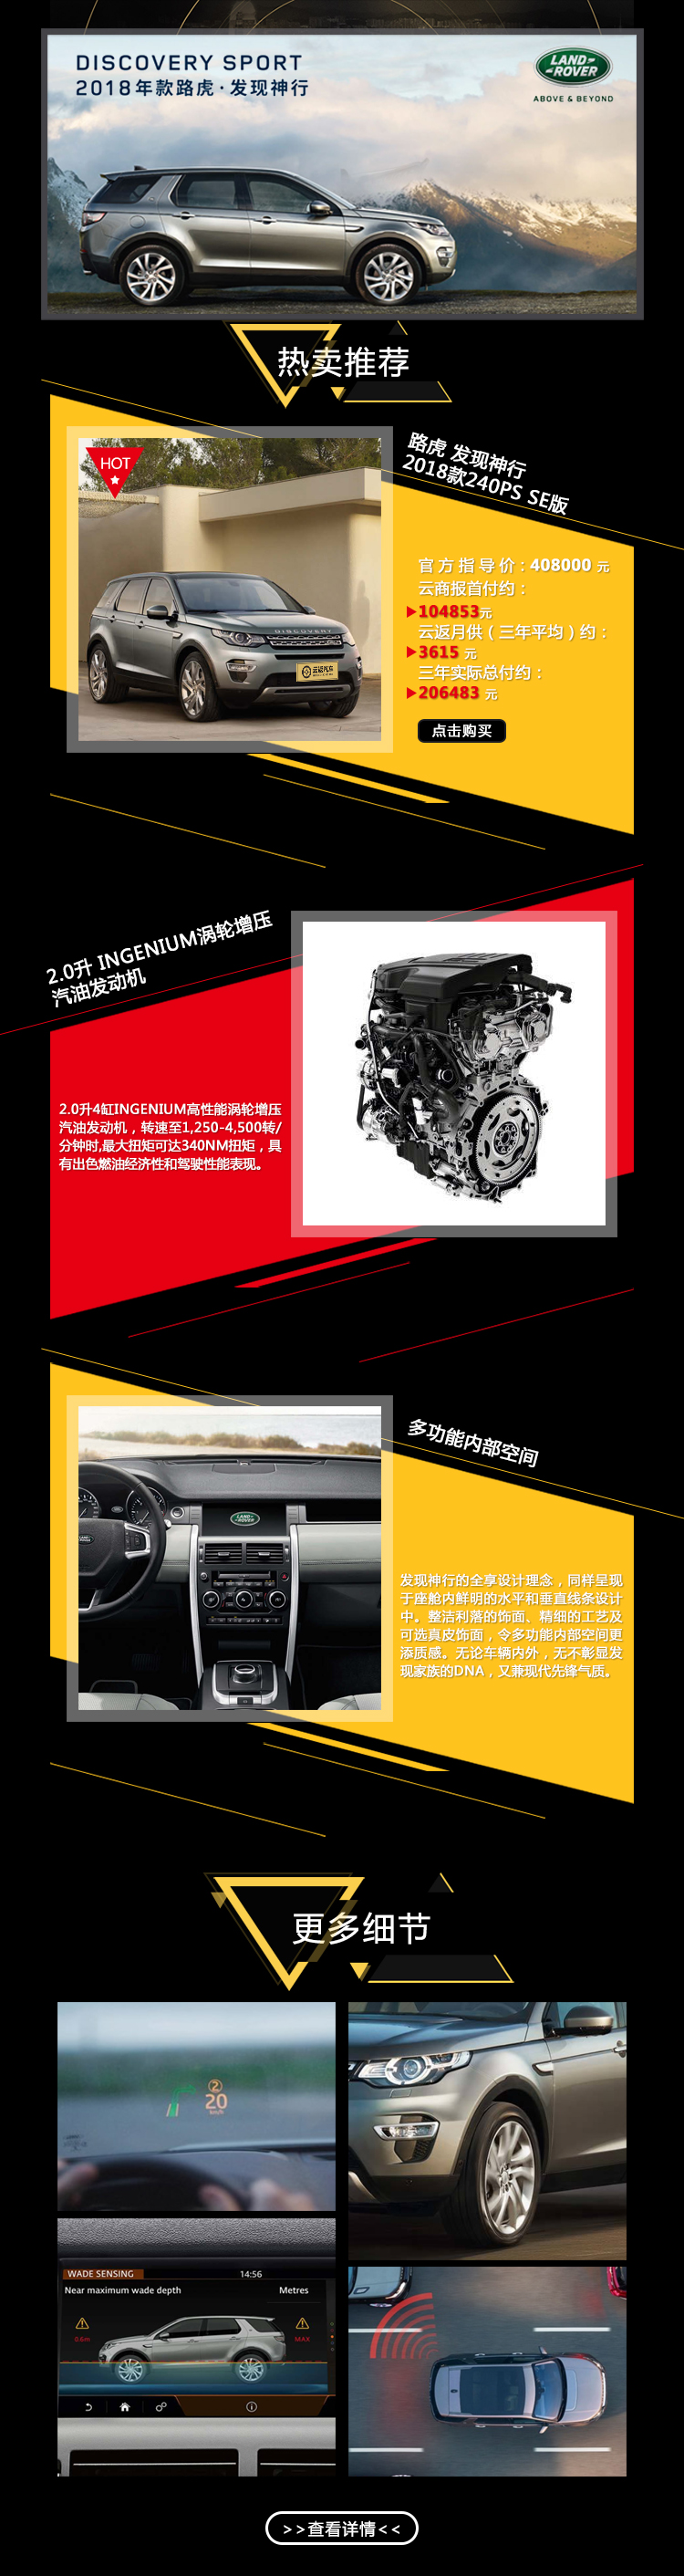 DISCOVERY SPORT
2018年款路虎·发现神行
LAND
ROVER
ABOVE & BEYOND
热卖推荐
HOT
路虎 发现神行
2018款240PS SE版
DISCOVERY
云烧汽车
官方指导价：408000 元
云商报首付约：
▶104853元
云返月供（三年平均）约：
▶3615 元
三年实际总付约：
▶206483 元
点击购买
2.0升 INGENIUM涡轮增压
汽油发动机
2.0升4缸INGENIUM高性能涡轮增压
汽油发动机，转速至1,250-4,500转/
分钟时,最大扭矩可达340NM扭矩，具
有出色燃油经济性和驾驶性能表现。
多功能内部空间
LAND
ROVER
发现神行的全享设计理念，同样呈现
于座舱内鲜明的水平和垂直线条设计
中。整洁利落的饰面、精细的工艺及
可选真皮饰面，令多功能内部空间更
添质感。无论车辆内外，无不彰显发
现家族的DNA，又兼现代先锋气质。
更多细节
2
20
km/h
WADE SENSING 14:56
Near maximum wade depth Metres
0.6m MAX
>>查看详情<<